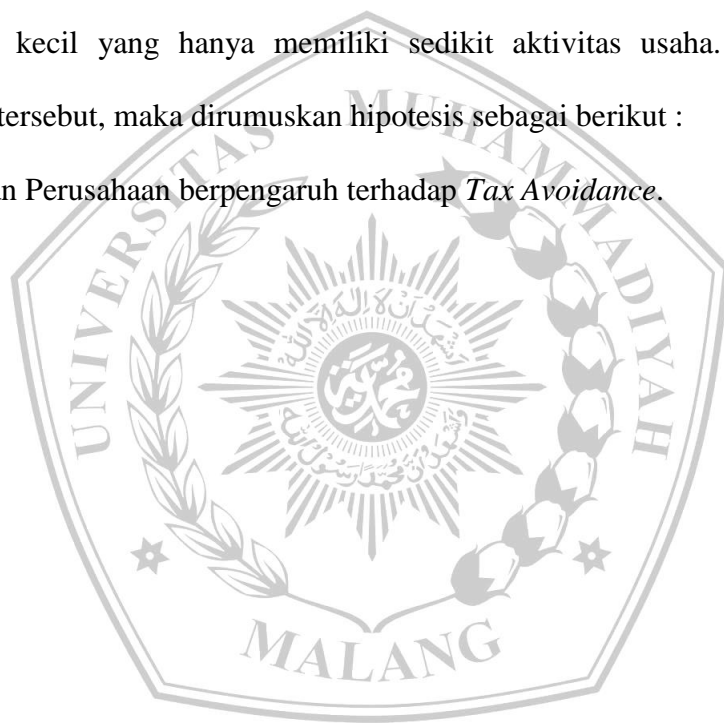 kecil yang hanya memiliki sedikit aktivitas usaha.
tersebut, maka dirumuskan hipotesis sebagai berikut :
an Perusahaan berpengaruh terhadap Tax Avoidance.
UNIVERSITAS MUHAMMADIYAH
MALANG